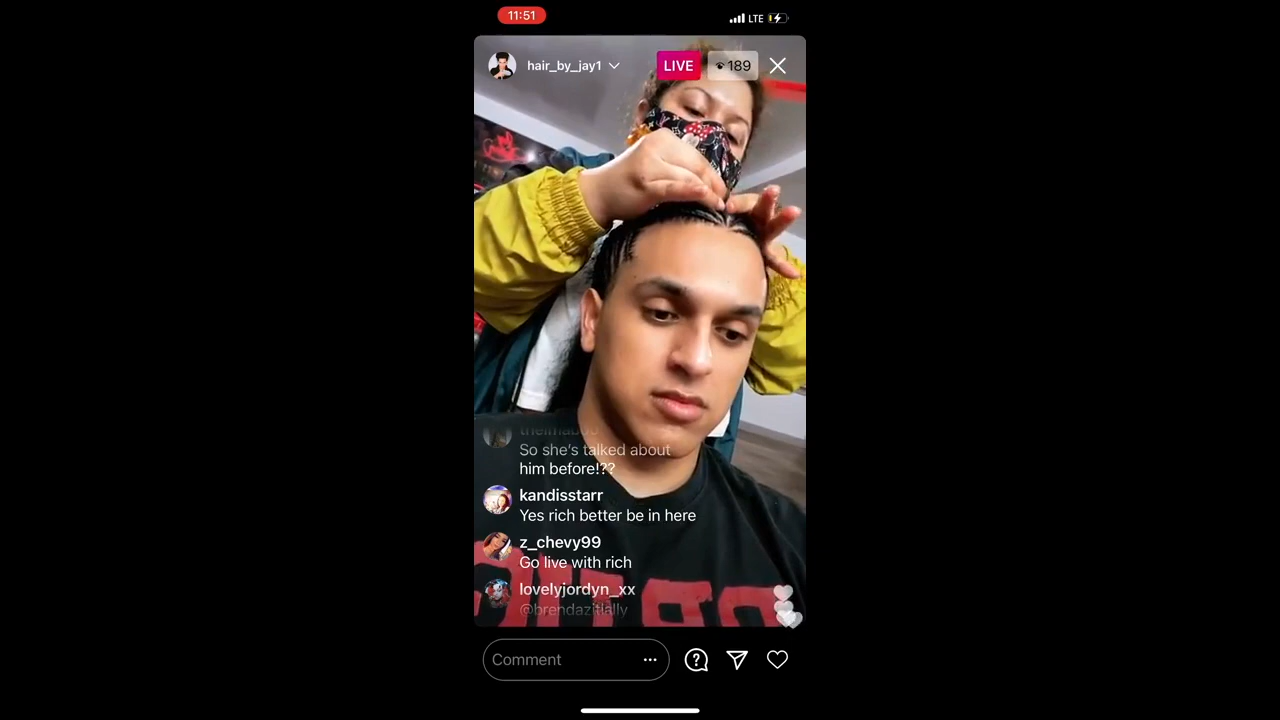 11:51
LTE
hair_by_jay1
LIVE
189
So she's talked about
him before!??
kandisstarr
Yes rich better be in here
z_chevy99
Go live with rich
lovelyjordyn_xx
@brendazitially
Comment